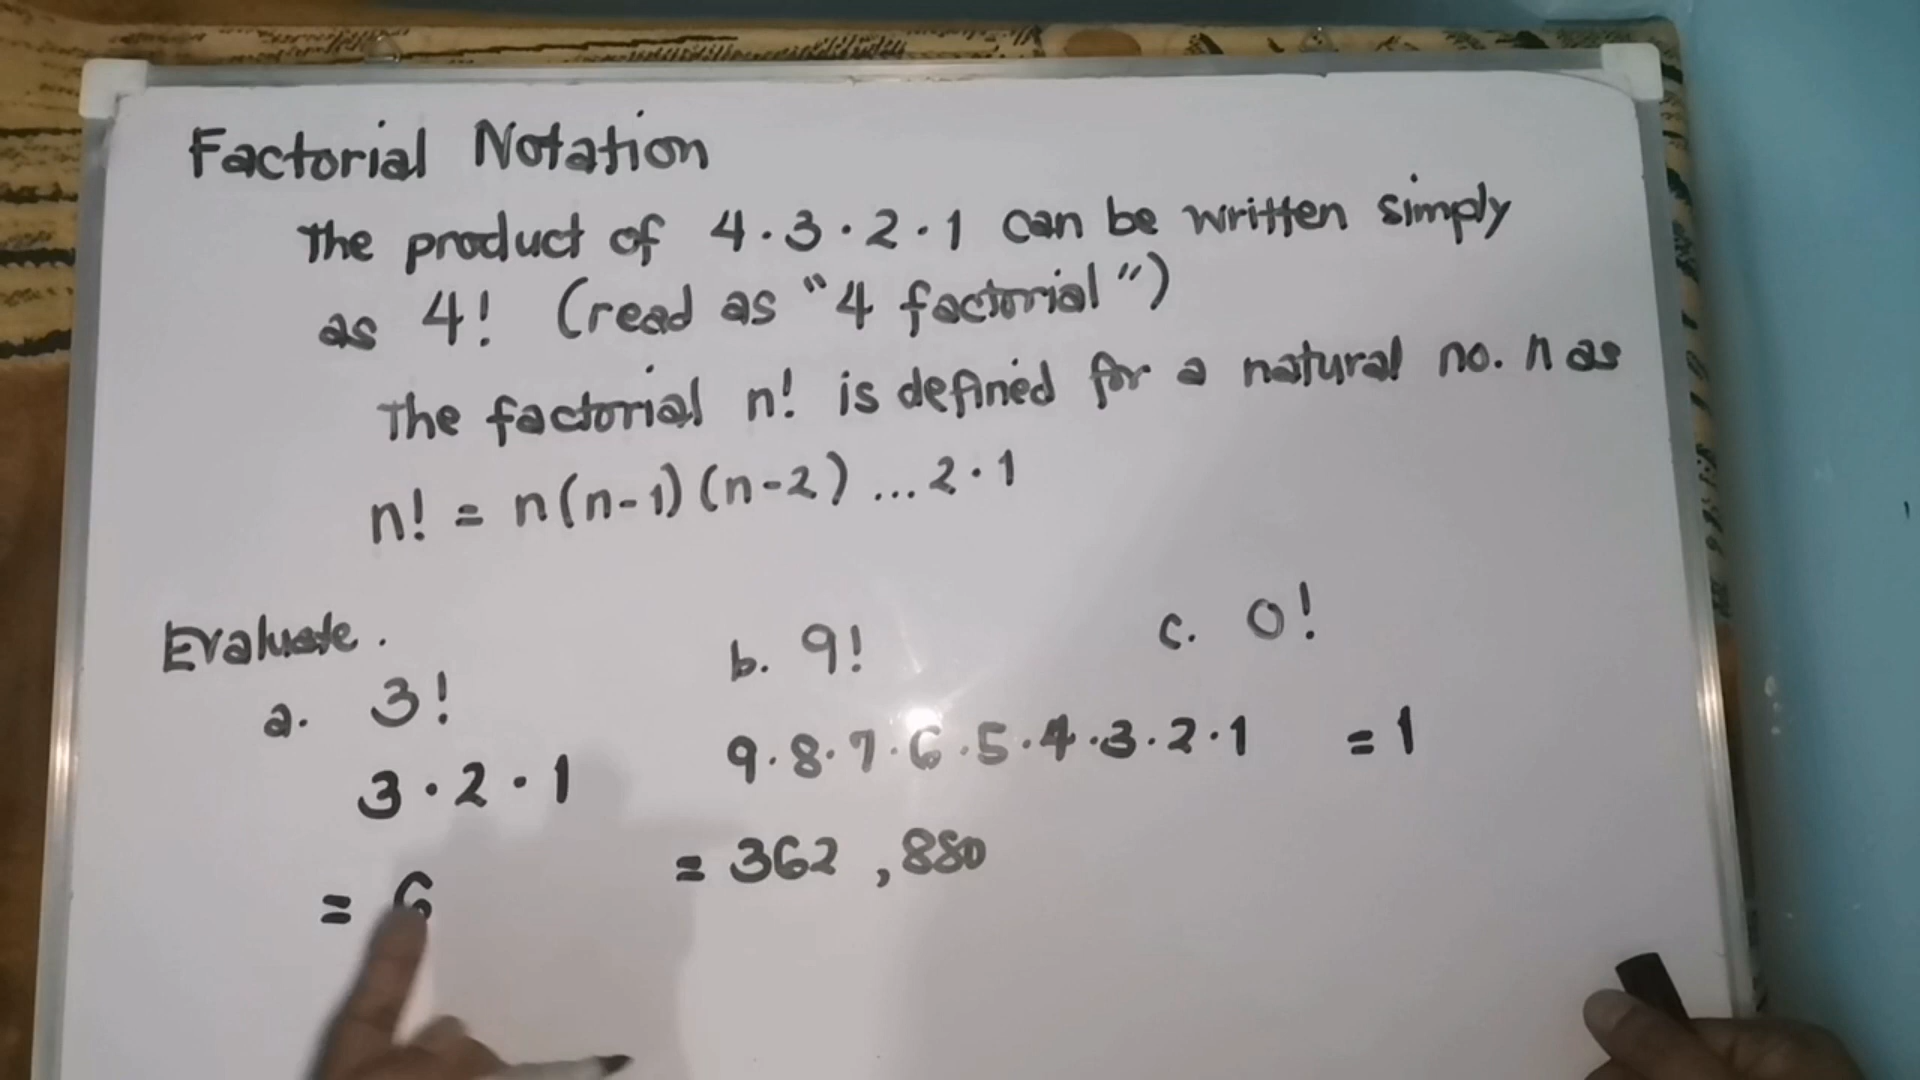 Factorial Notation
The product of 4·3·2·1 can be written simply
as 4! (read as "4 factorial")
The factorial n! is defined for a natural no. n as
n! = n(n-1)(n-2)...2·1
Evaluate.
a. 3!
3·2·1
= 6
b. 9!
9·8·7·6·5·4·3·2·1
= 362,880
c. 0!
= 1